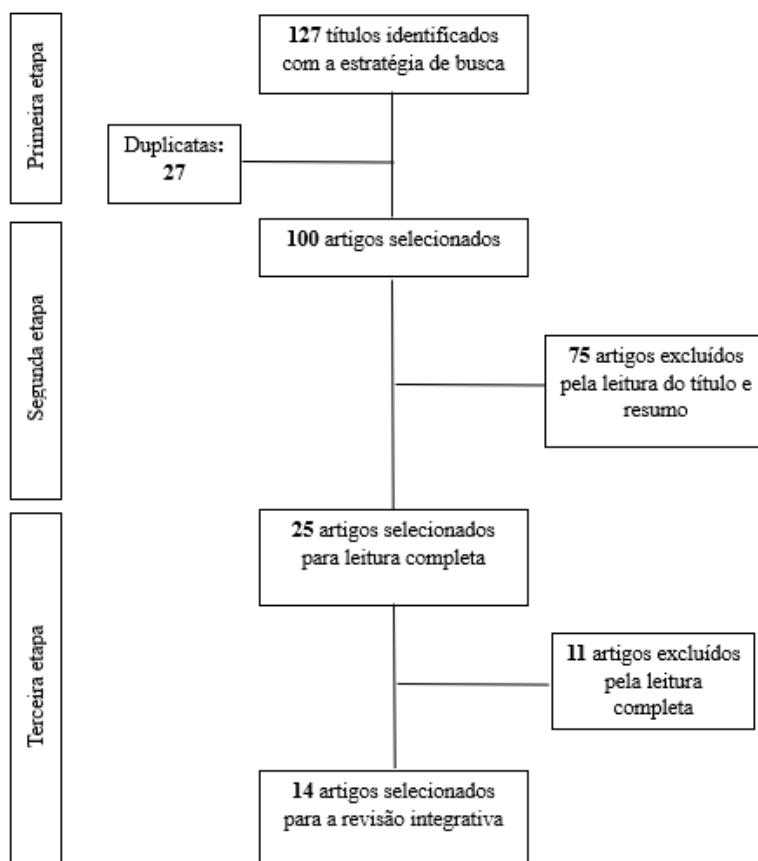 Primeira etapa
127 títulos identificados
com a estratégia de busca
Duplicatas:
27
100 artigos selecionados
Segunda etapa
75 artigos excluídos
pela leitura do título e
resumo
25 artigos selecionados
para leitura completa
Terceira etapa
11 artigos excluídos
pela leitura
completa
14 artigos selecionados
para a revisão integrativa